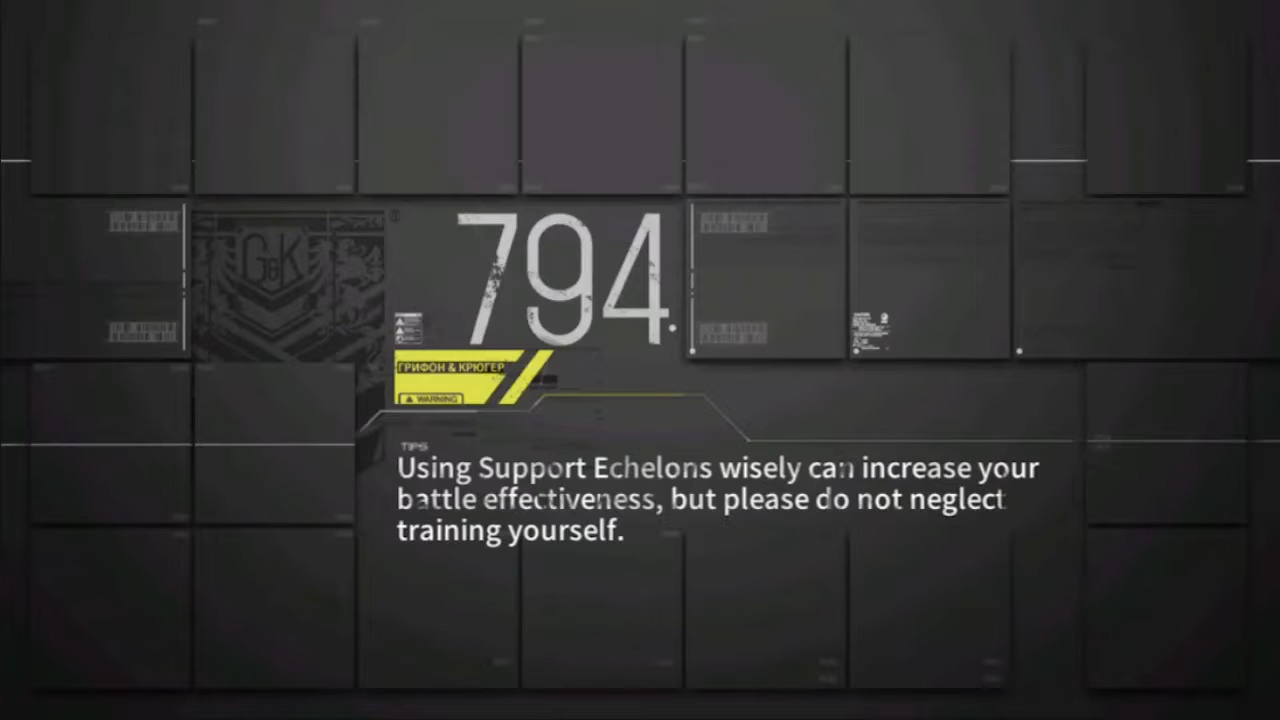 G&K
794.
ГРИФОН & КРЮГЕР
WARNING
TIPS
Using Support Echelons wisely can increase your
battle effectiveness, but please do not neglect
training yourself.